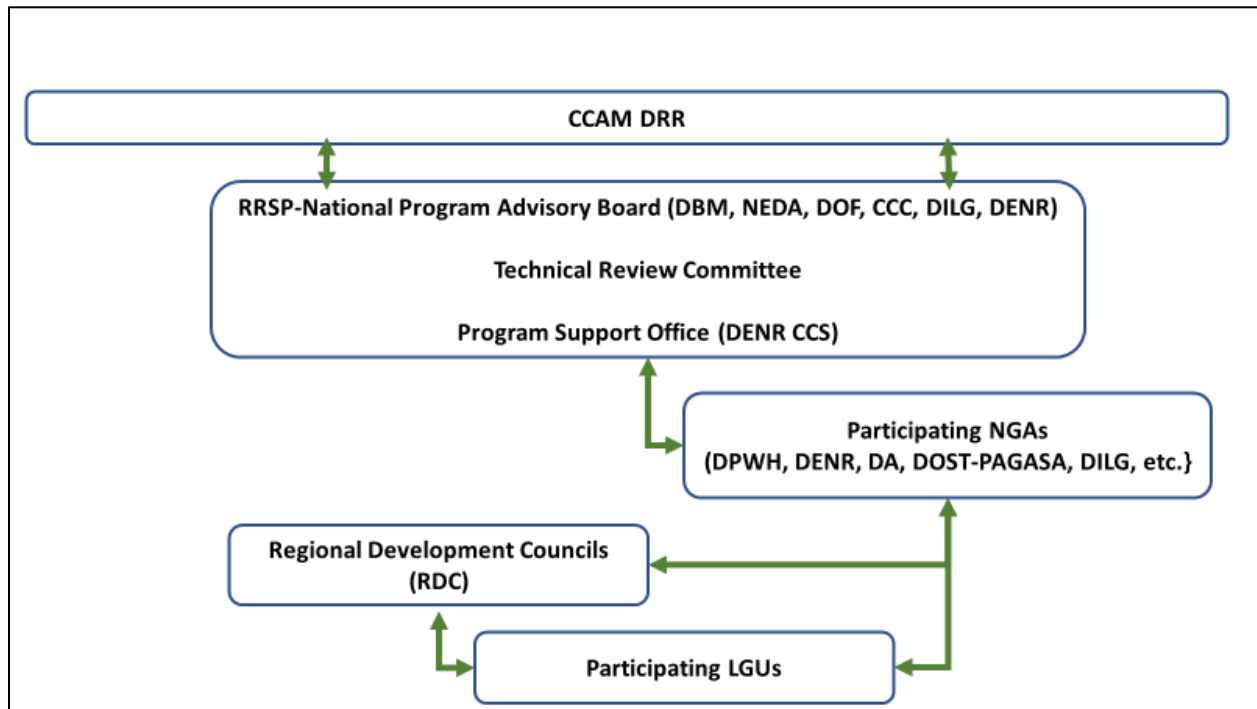 CCAM DRR
RRSP-National Program Advisory Board (DBM, NEDA, DOF, CCC, DILG, DENR)
Technical Review Committee
Program Support Office (DENR CCS)
Participating NGAs
(DPWH, DENR, DA, DOST-PAGASA, DILG, etc.}
Regional Development Councils
(RDC)
Participating LGUs